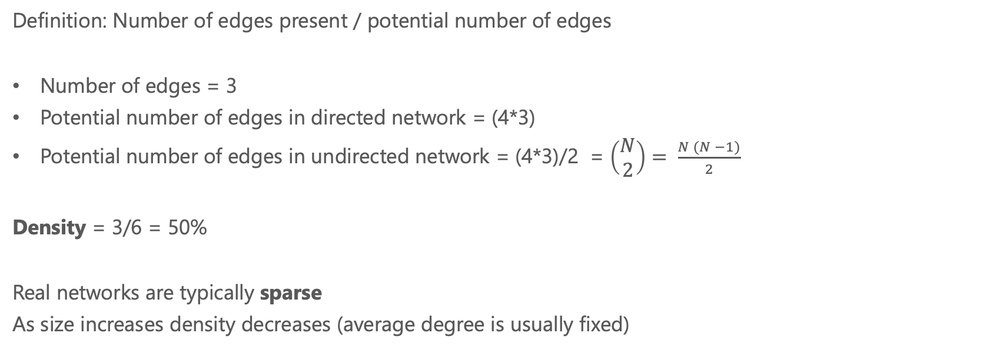 Definition: Number of edges present / potential number of edges
• Number of edges = 3
• Potential number of edges in directed network = (4*3)
• Potential number of edges in undirected network = (4*3)/2 = (N 2) = N (N −1) / 2
Density = 3/6 = 50%
Real networks are typically sparse
As size increases density decreases (average degree is usually fixed)